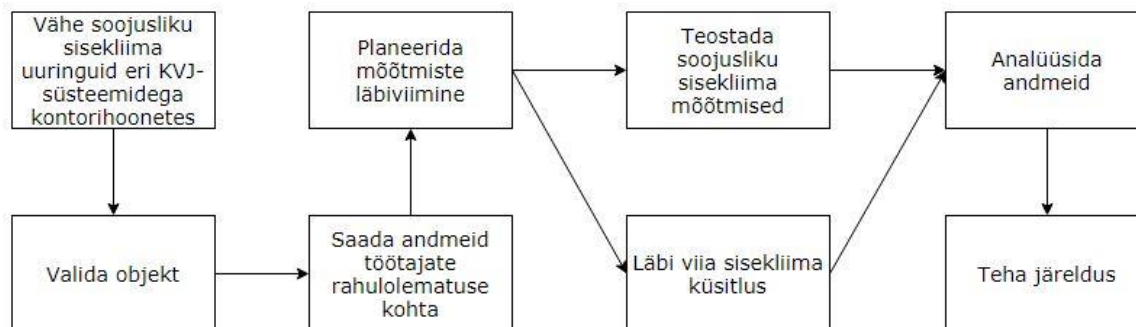 Vähe soojusliku
sisekliima
uuringuid eri KVJ-
süsteemidega
kontorihoonetes
Valida objekt
Saada andmeid
töötajate
rahulolematuse
kohta
Planeerida
mõõtmiste
läbiviimine
Teostada
soojusliku
sisekliima
mõõtmised
Läbi viia sisekliima
küsitlus
Analüüsida
andmeid
Teha järeldus